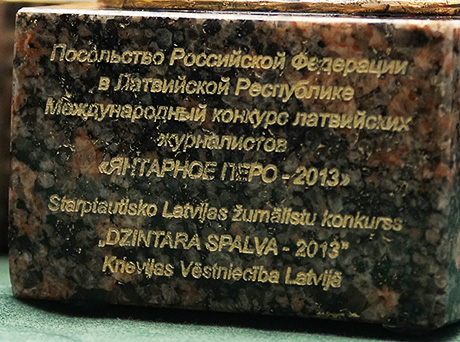 Посольство Российской Федерации
в Латвийской Республике
Международный конкурс латвийских
журналистов
«ЯНТАРНОЕ ПЕРО - 2013»
Starptautisko Latvijas žurnālistu konkurss
„DZINTARA SPALVA - 2013"
Krievijas Vēstniecība Latvijā